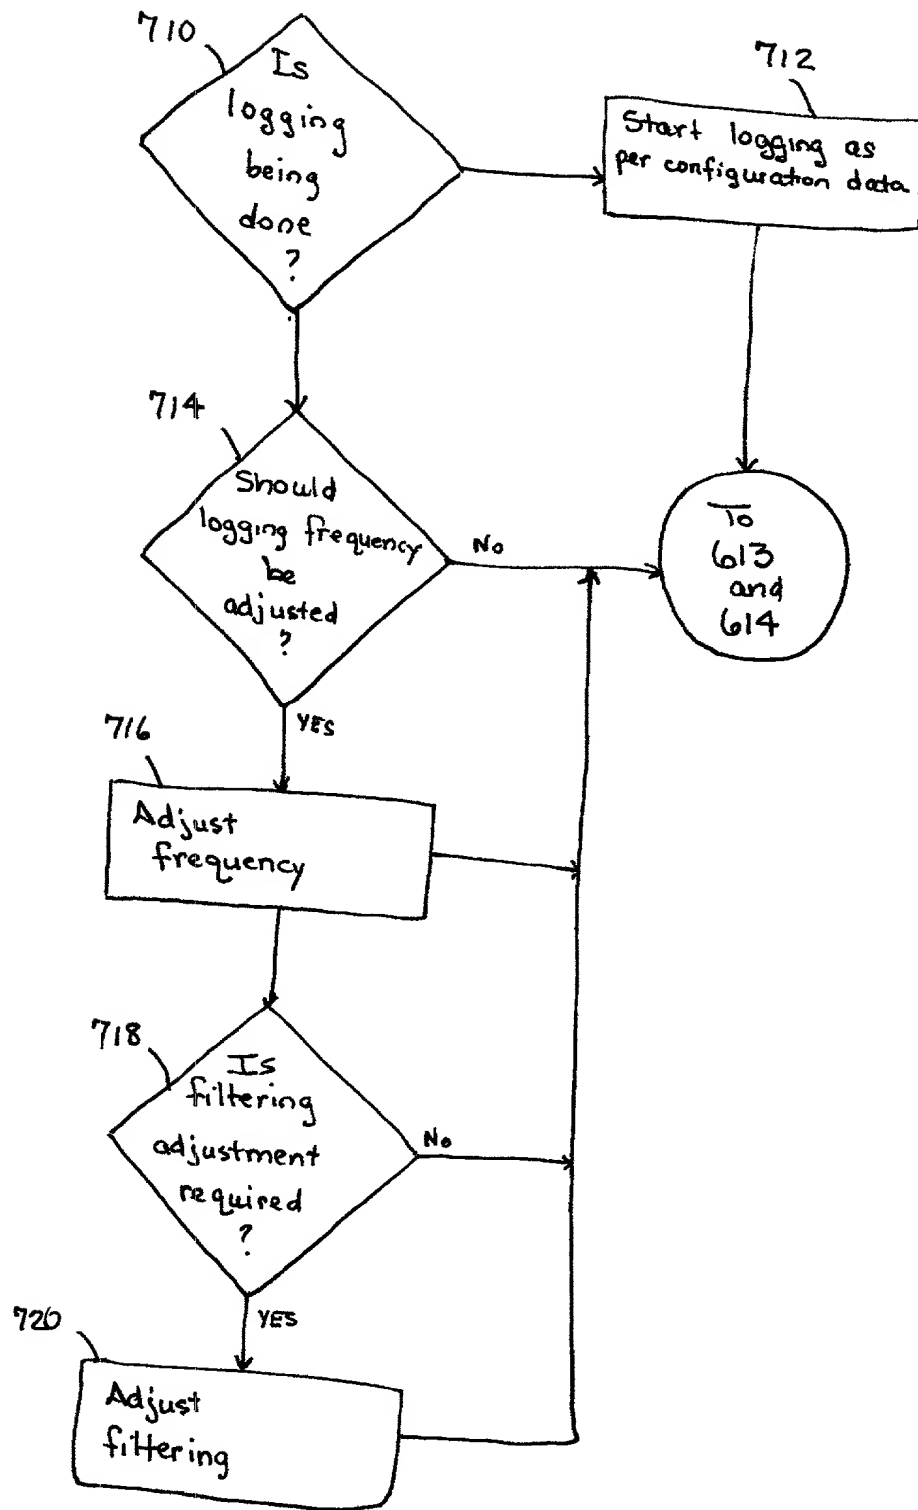 710
Is
logging
being
done
?
712
Start logging as
per configuration data.
714
Should
logging frequency
be
adjusted
?
No
To
613
and
614
YES
716
Adjust
frequency
718
Is
filtering
adjustment
required
?
No
YES
720
Adjust
filtering